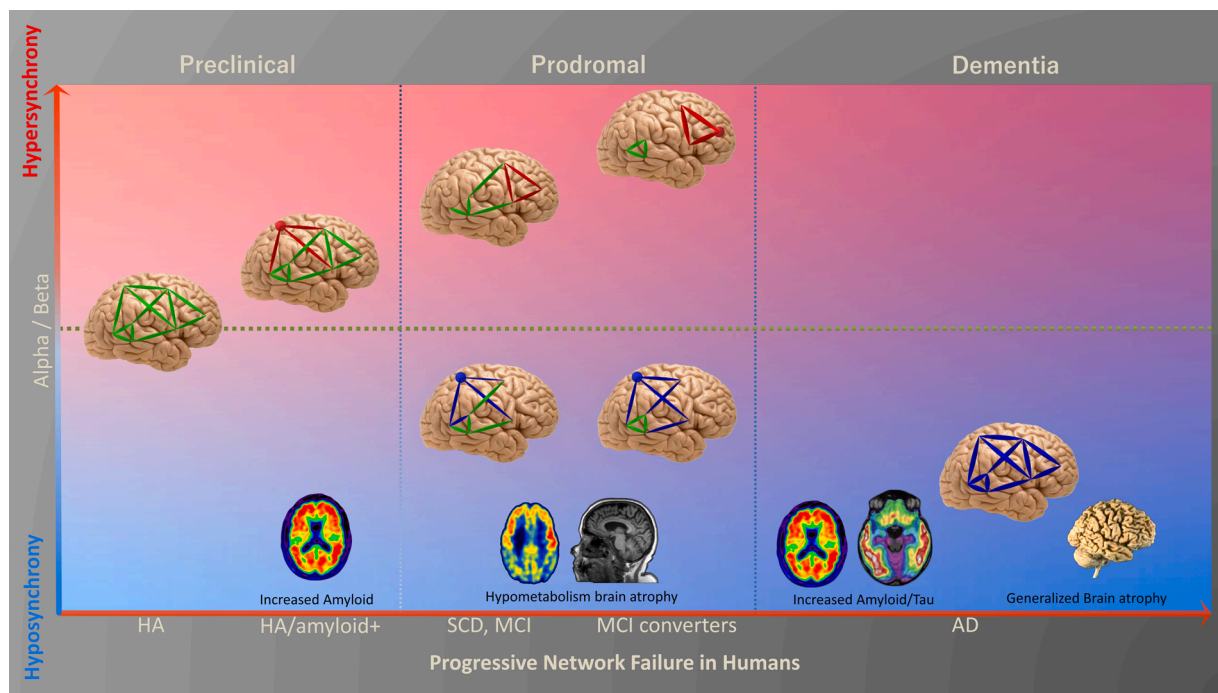 Preclinical
Prodromal
Dementia
Hypersynchrony
Alpha / Beta
Hyposynchrony
Increased Amyloid
Hypometabolism brain atrophy
Increased Amyloid/Tau
Generalized Brain atrophy
HA
HA/amyloid+
SCD, MCI
MCI converters
AD
Progressive Network Failure in Humans